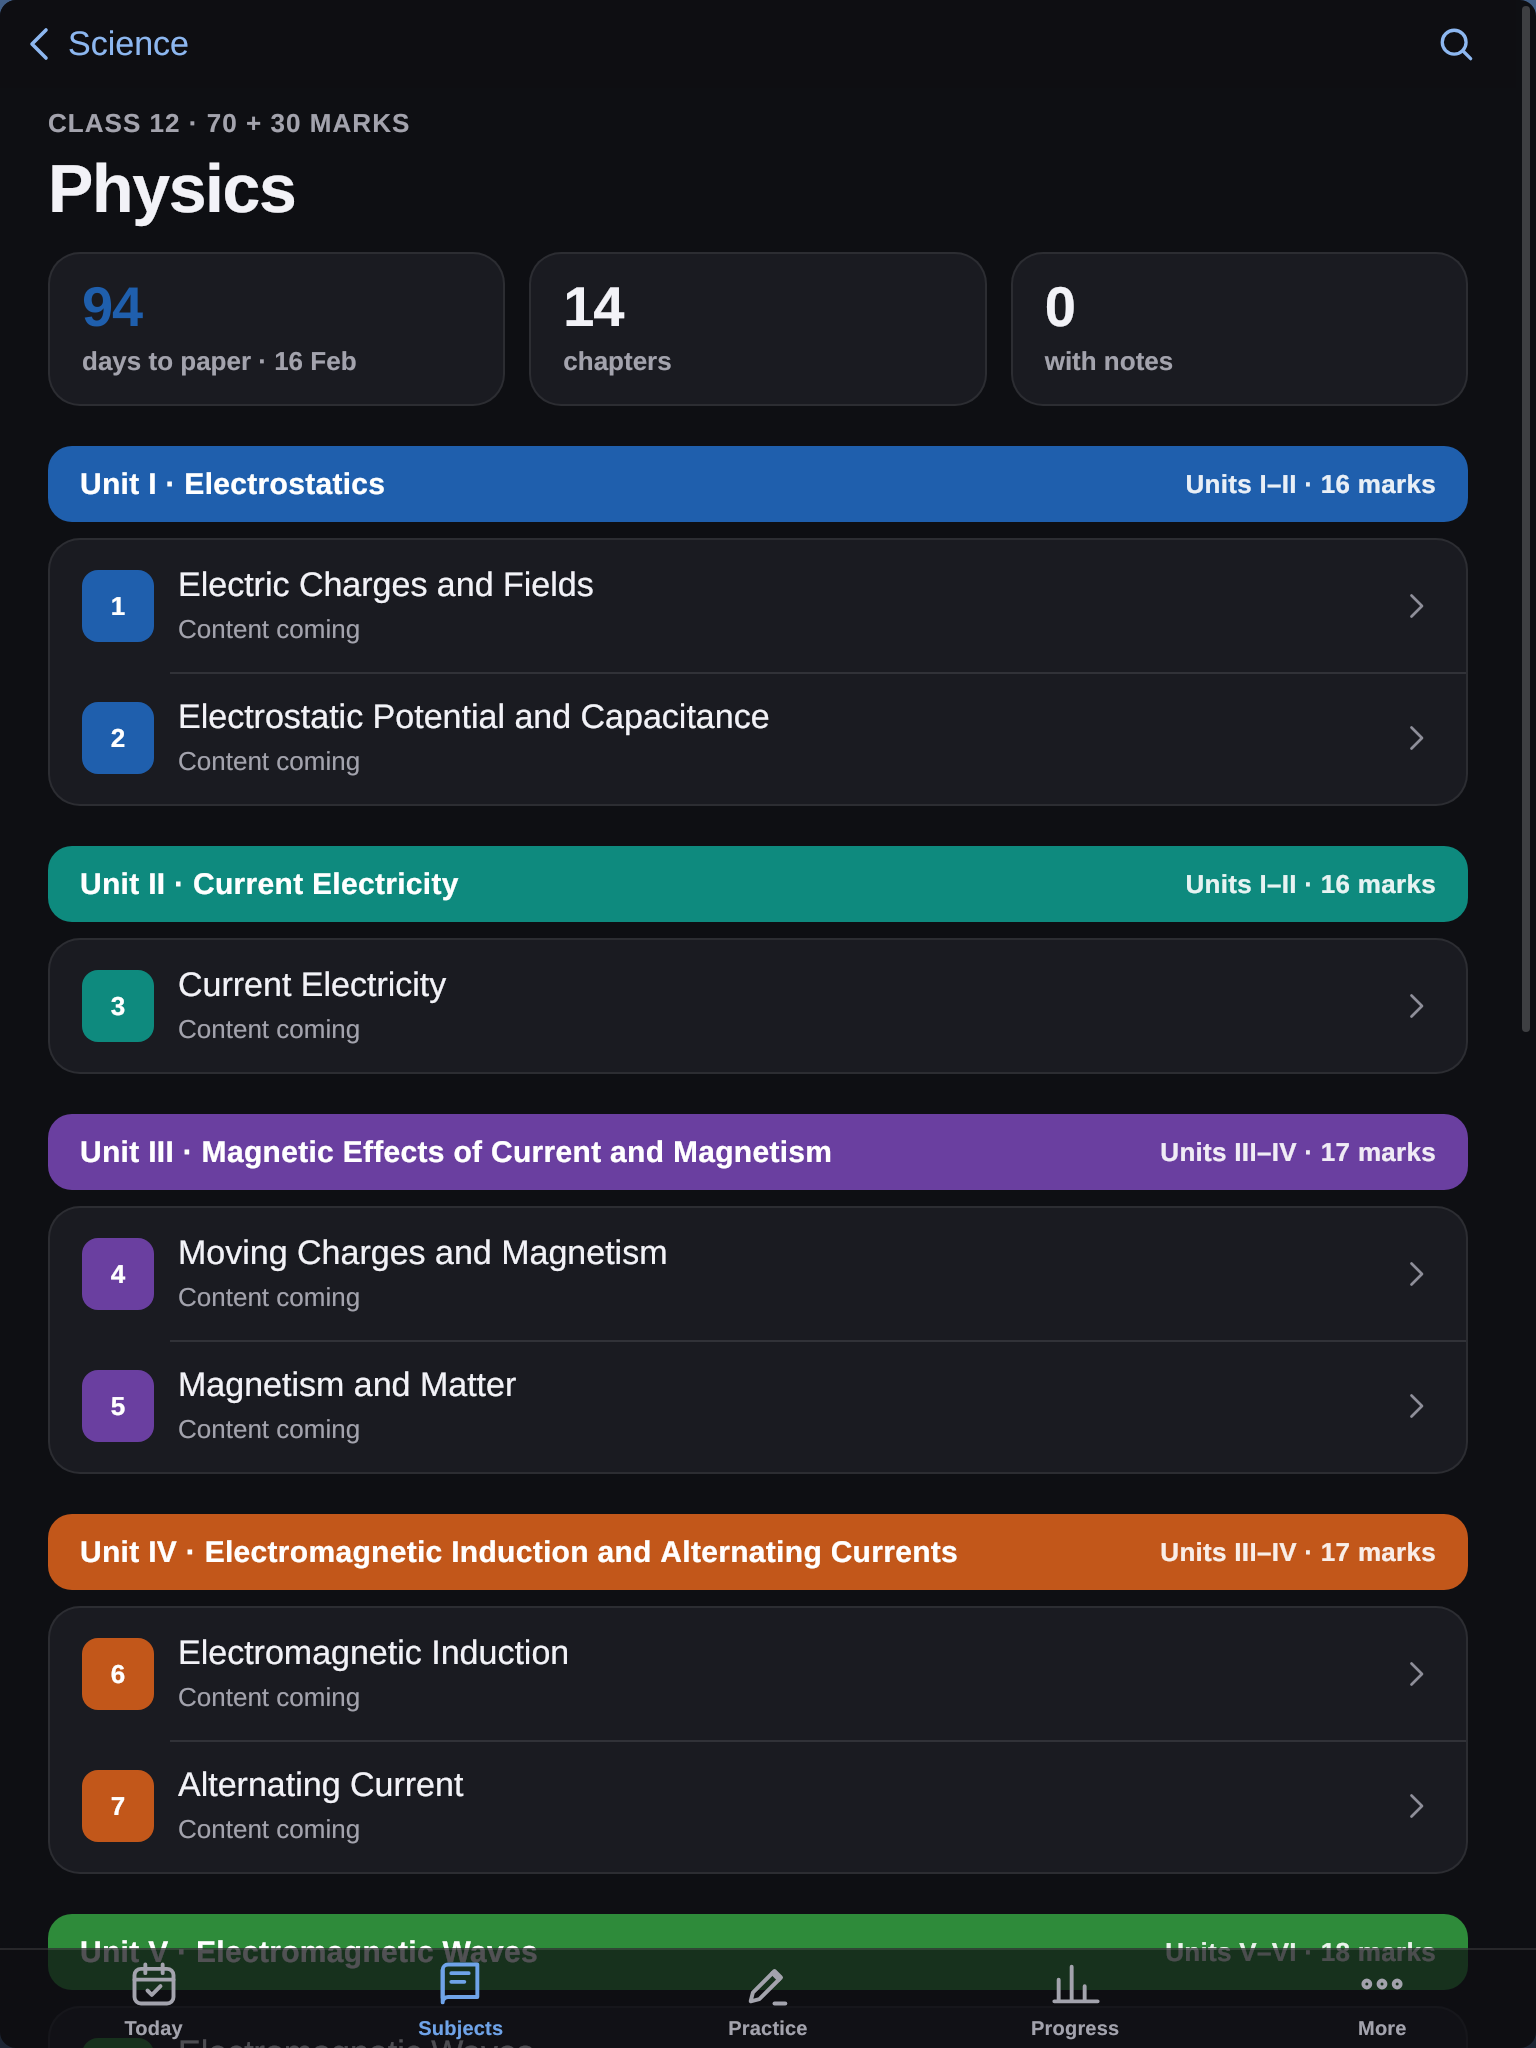 Science
CLASS 12 · 70 + 30 MARKS
Physics
94
days to paper · 16 Feb
14
chapters
0
with notes
Unit I · Electrostatics
Units I–II · 16 marks
1
Electric Charges and Fields
Content coming
2
Electrostatic Potential and Capacitance
Content coming
Unit II · Current Electricity
Units I–II · 16 marks
3
Current Electricity
Content coming
Unit III · Magnetic Effects of Current and Magnetism
Units III–IV · 17 marks
4
Moving Charges and Magnetism
Content coming
5
Magnetism and Matter
Content coming
Unit IV · Electromagnetic Induction and Alternating Currents
Units III–IV · 17 marks
6
Electromagnetic Induction
Content coming
7
Alternating Current
Content coming
Unit V · Electromagnetic Waves
Units V–VI · 18 marks
Electromagnetic Waves
Today
Subjects
Practice
Progress
More